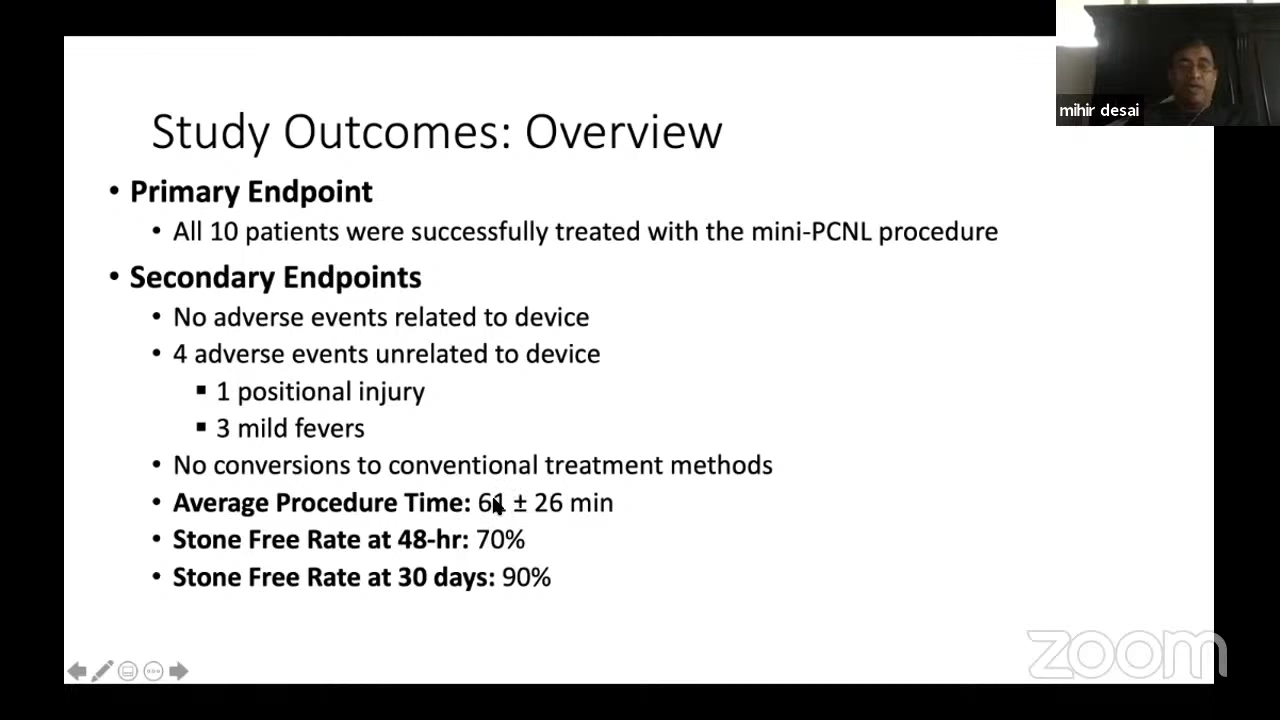 mihir desai
Study Outcomes: Overview
• Primary Endpoint
• All 10 patients were successfully treated with the mini-PCNL procedure
• Secondary Endpoints
• No adverse events related to device
• 4 adverse events unrelated to device
▪ 1 positional injury
▪ 3 mild fevers
• No conversions to conventional treatment methods
• Average Procedure Time: 61 ± 26 min
• Stone Free Rate at 48-hr: 70%
• Stone Free Rate at 30 days: 90%
zoom